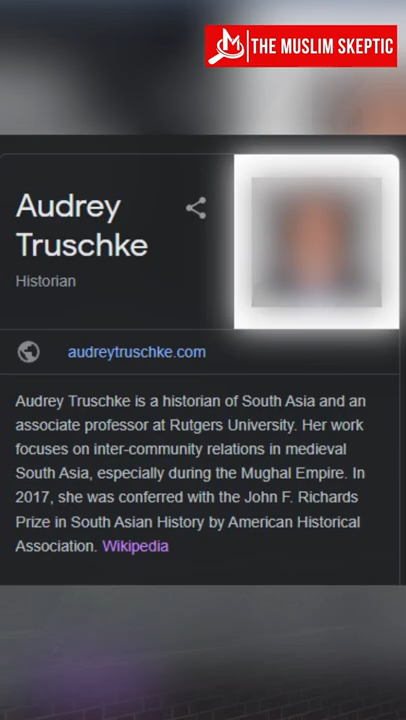 THE MUSLIM SKEPTIC
Audrey
Truschke
Historian
audreytruschke.com
Audrey Truschke is a historian of South Asia and an
associate professor at Rutgers University. Her work
focuses on inter-community relations in medieval
South Asia, especially during the Mughal Empire. In
2017, she was conferred with the John F. Richards
Prize in South Asian History by American Historical
Association. Wikipedia